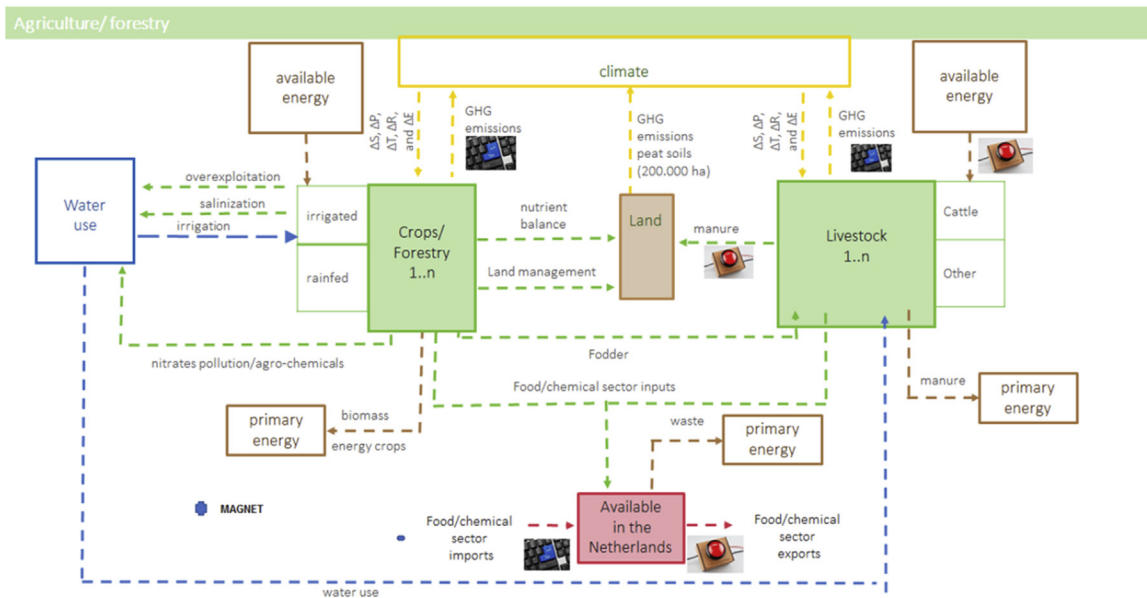 Agriculture/ forestry
available
energy
climate
available
energy
ΔS, ΔP,
ΔT, ΔR,
and ΔE
GHG
emissions
GHG
emissions
peat soils
(200.000 ha)
ΔS, ΔP,
ΔT, ΔR,
and ΔE
GHG
emissions
Water
use
overexploitation
salinization
irrigation
irrigated
rainfed
Crops/
Forestry
1..n
nutrient
balance
Land management
Land
manure
Livestock
1..n
Cattle
Other
nitrates pollution/agro-chemicals
Fodder
Food/chemical sector inputs
primary
energy
biomass
energy crops
waste
primary
energy
manure
primary
energy
MAGNET
Food/chemical
sector
imports
Available
in the
Netherlands
Food/chemical
sector
exports
water use